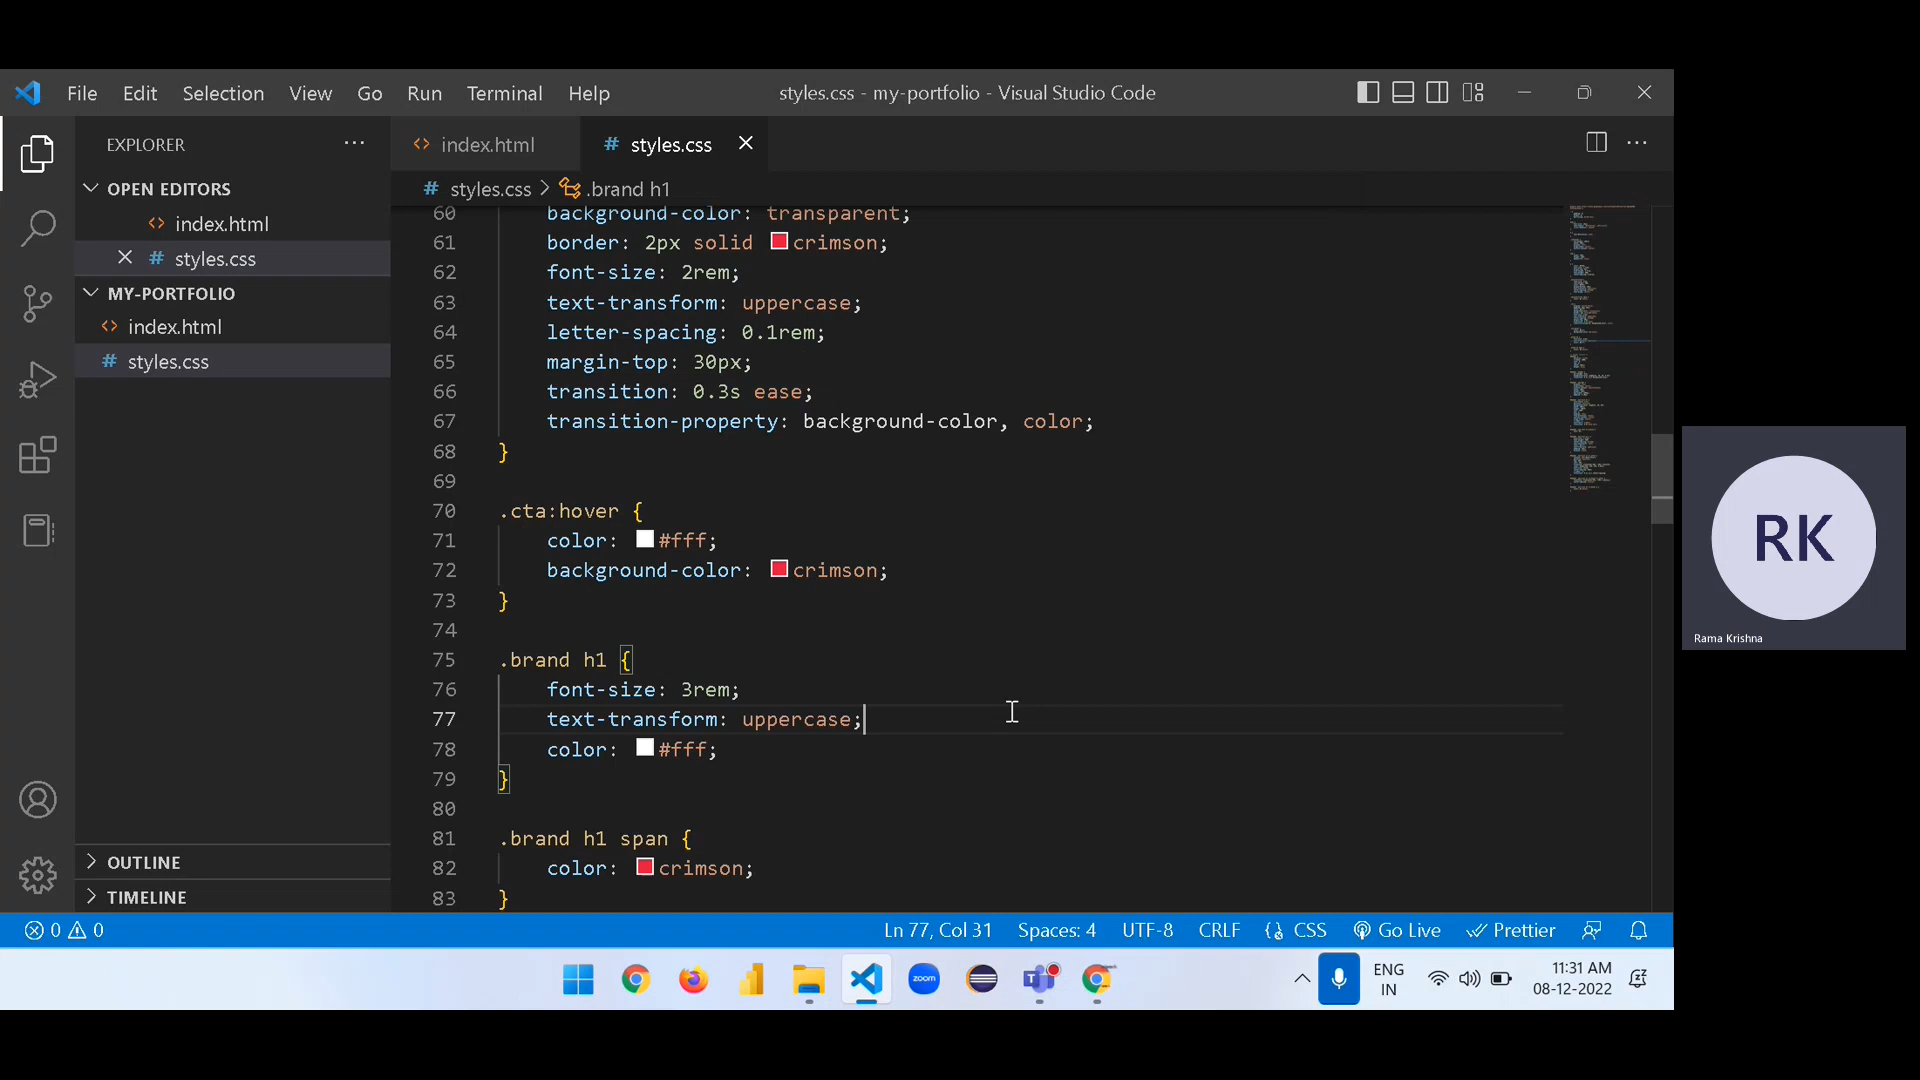 File Edit Selection View Go Run Terminal Help styles.css - my-portfolio - Visual Studio Code
EXPLORER
index.html styles.css
OPEN EDITORS
index.html
styles.css
MY-PORTFOLIO
index.html
styles.css
OUTLINE
TIMELINE
styles.css > .brand h1
60 background-color: transparent;
61 border: 2px solid crimson;
62 font-size: 2rem;
63 text-transform: uppercase;
64 letter-spacing: 0.1rem;
65 margin-top: 30px;
66 transition: 0.3s ease;
67 transition-property: background-color, color;
68 }
69
70 .cta:hover {
71 color: #fff;
72 background-color: crimson;
73 }
74
75 .brand h1 {
76 font-size: 3rem;
77 text-transform: uppercase;
78 color: #fff;
79 }
80
81 .brand h1 span {
82 color: crimson;
83 }
0 0 Ln 77, Col 31 Spaces: 4 UTF-8 CRLF CSS Go Live Prettier
zoom
ENG
IN
11:31 AM
08-12-2022
RK
Rama Krishna